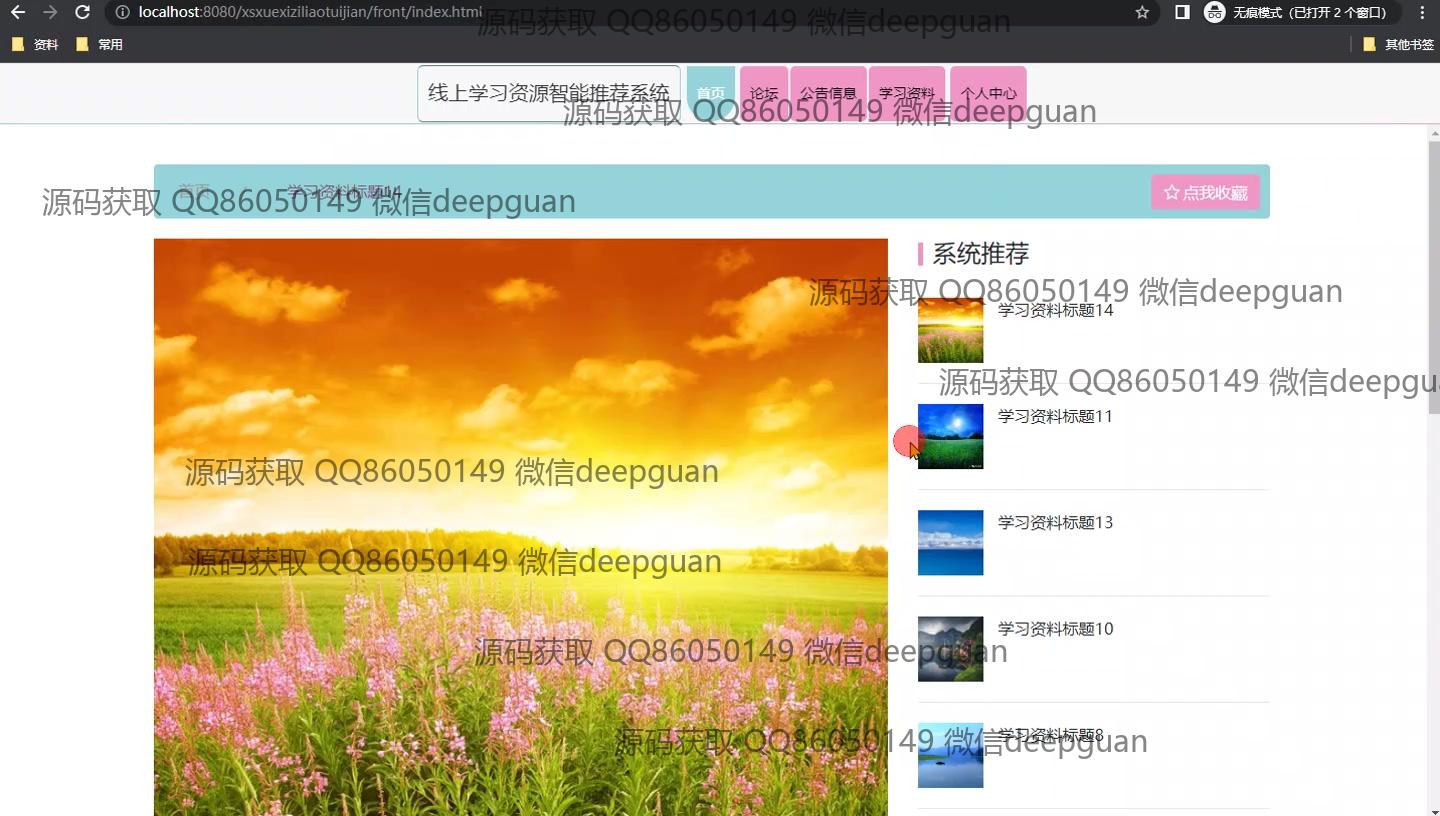 localhost:8080/xsxuexiziliaotuijian/front/index.html
无痕模式（已打开 2 个窗口）
源码获取 QQ86050149 微信deepguan
资料
常用
其他书签
线上学习资源智能推荐系统
首页
论坛
公告信息
学习资料
个人中心
源码获取 QQ86050149 微信deepguan
首页
学习资料标题14
点我收藏
源码获取 QQ86050149 微信deepguan
系统推荐
源码获取 QQ86050149 微信deepguan
学习资料标题14
源码获取 QQ86050149 微信deepgu
学习资料标题11
源码获取 QQ86050149 微信deepguan
学习资料标题13
源码获取 QQ86050149 微信deepguan
学习资料标题10
源码获取 QQ86050149 微信deepguan
学习资料标题8
源码获取 QQ86050149 微信deepguan